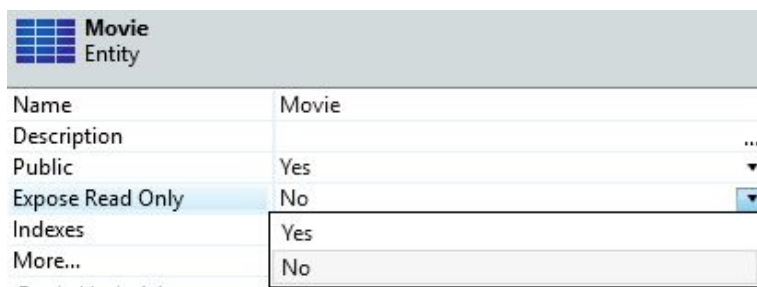 Movie
Entity
Name Movie
Description ...
Public Yes
Expose Read Only No
Indexes Yes
More... No